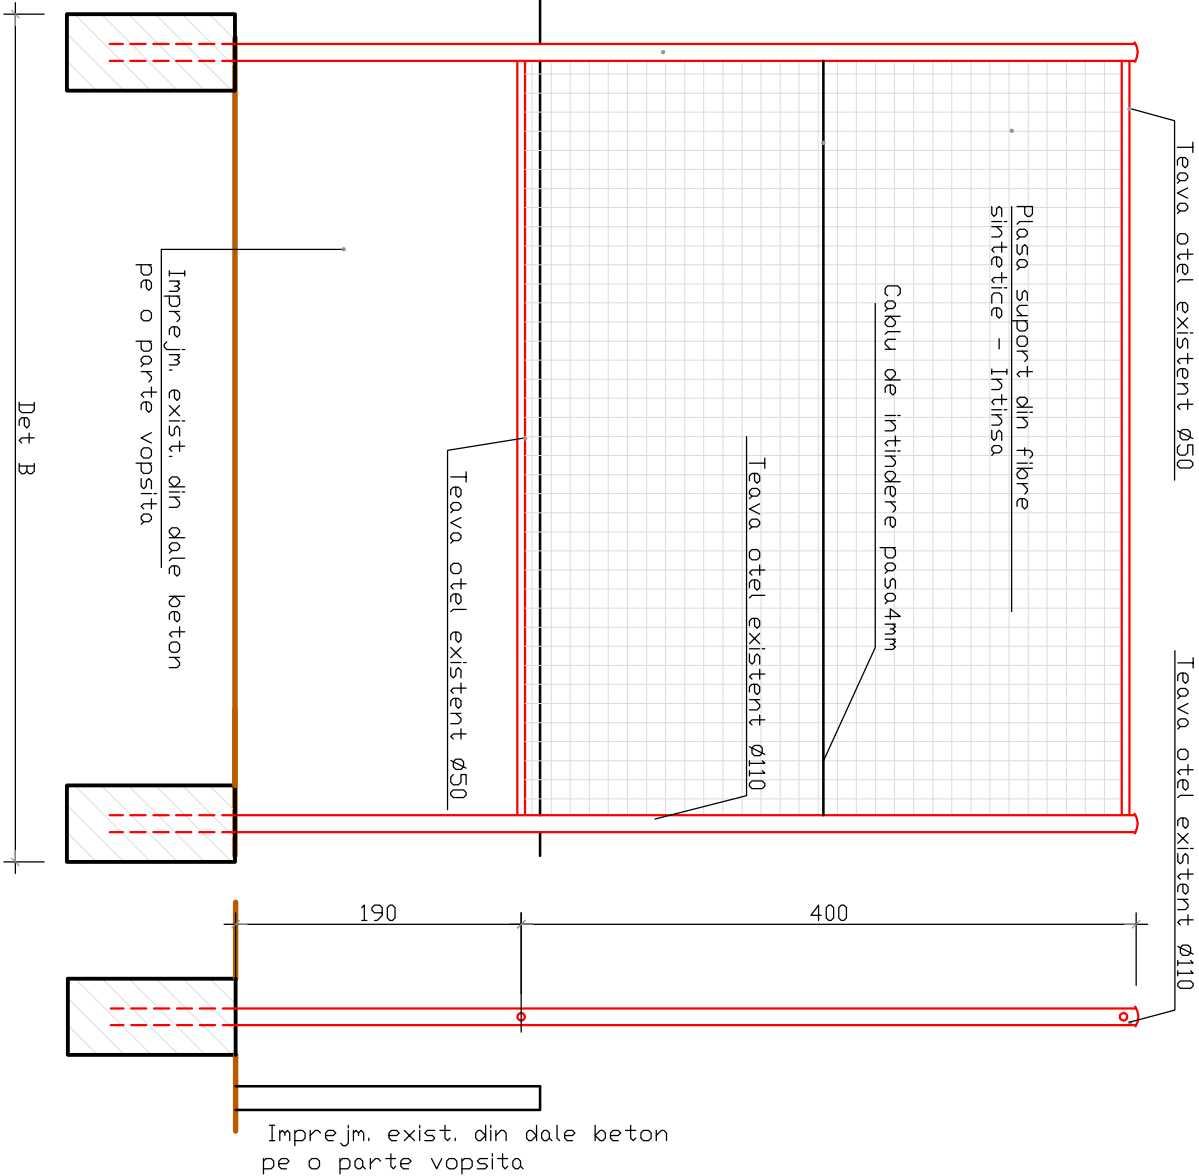 Teava otel existent Ø50
Teava otel existent Ø110
Plasa suport din fibre
sintetice - Intinsa
Cablu de intindere pasa4mm
Teava otel existent Ø110
Teava otel existent Ø50
Imprejm. exist. din dale beton
pe o parte vopsita
Det B
190
400
Imprejm. exist. din dale beton
pe o parte vopsita